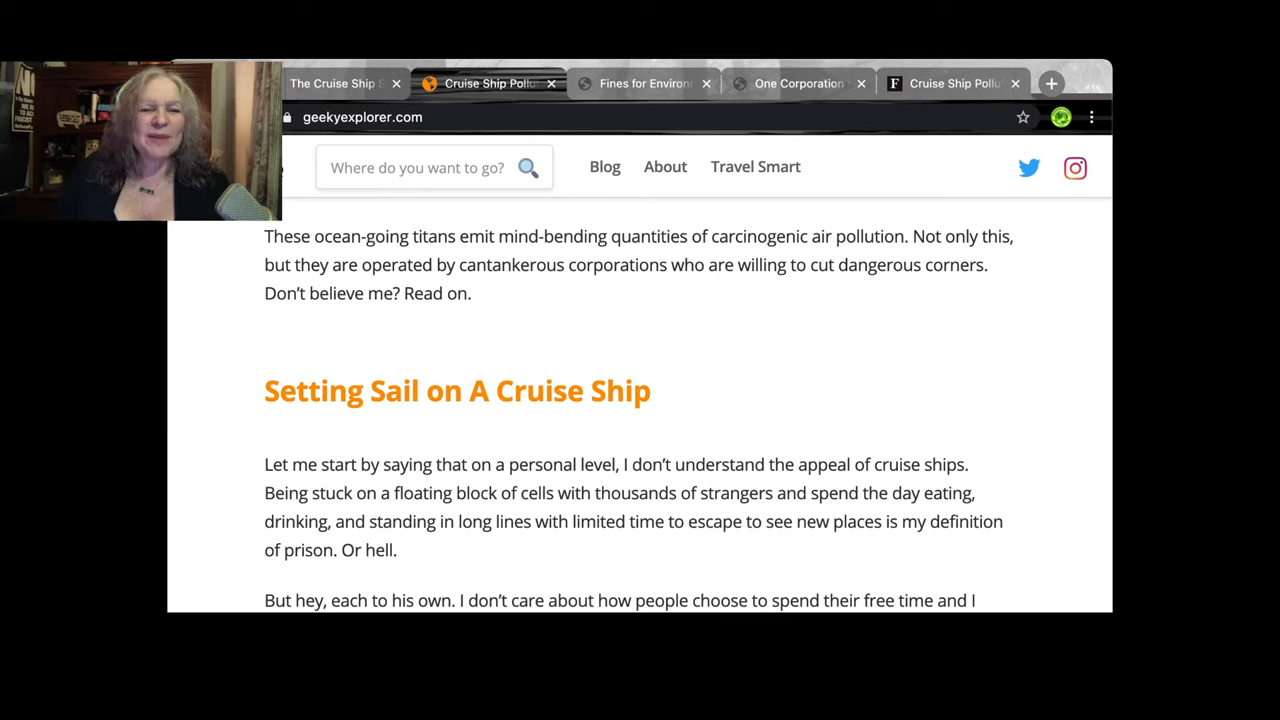 The Cruise Ship S
Cruise Ship Pollu
Fines for Environ
One Corporation
F Cruise Ship Pollu
geekyexplorer.com
Where do you want to go?
Blog
About
Travel Smart
These ocean-going titans emit mind-bending quantities of carcinogenic air pollution. Not only this,
but they are operated by cantankerous corporations who are willing to cut dangerous corners.
Don’t believe me? Read on.
Setting Sail on A Cruise Ship
Let me start by saying that on a personal level, I don’t understand the appeal of cruise ships.
Being stuck on a floating block of cells with thousands of strangers and spend the day eating,
drinking, and standing in long lines with limited time to escape to see new places is my definition
of prison. Or hell.
But hey, each to his own. I don’t care about how people choose to spend their free time and I